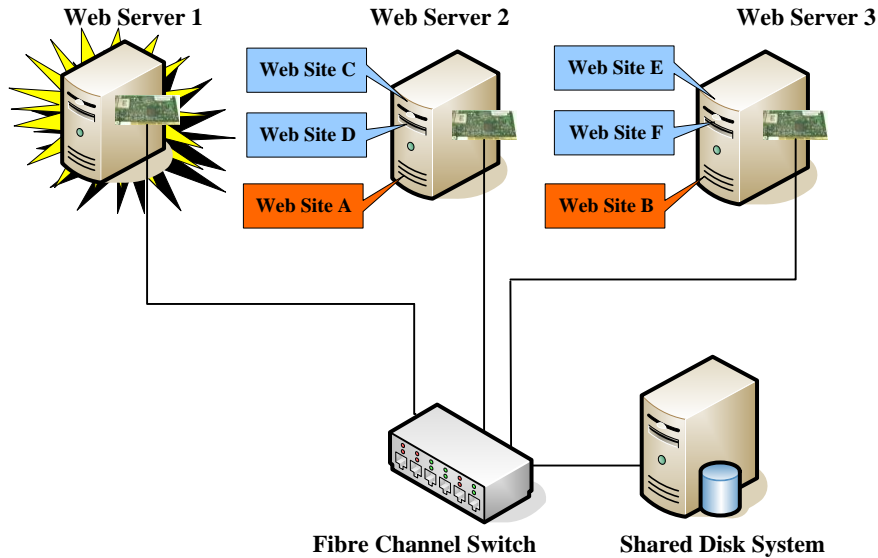 Web Server 1
Web Server 2
Web Server 3
Web Site C
Web Site D
Web Site A
Web Site E
Web Site F
Web Site B
Fibre Channel Switch
Shared Disk System